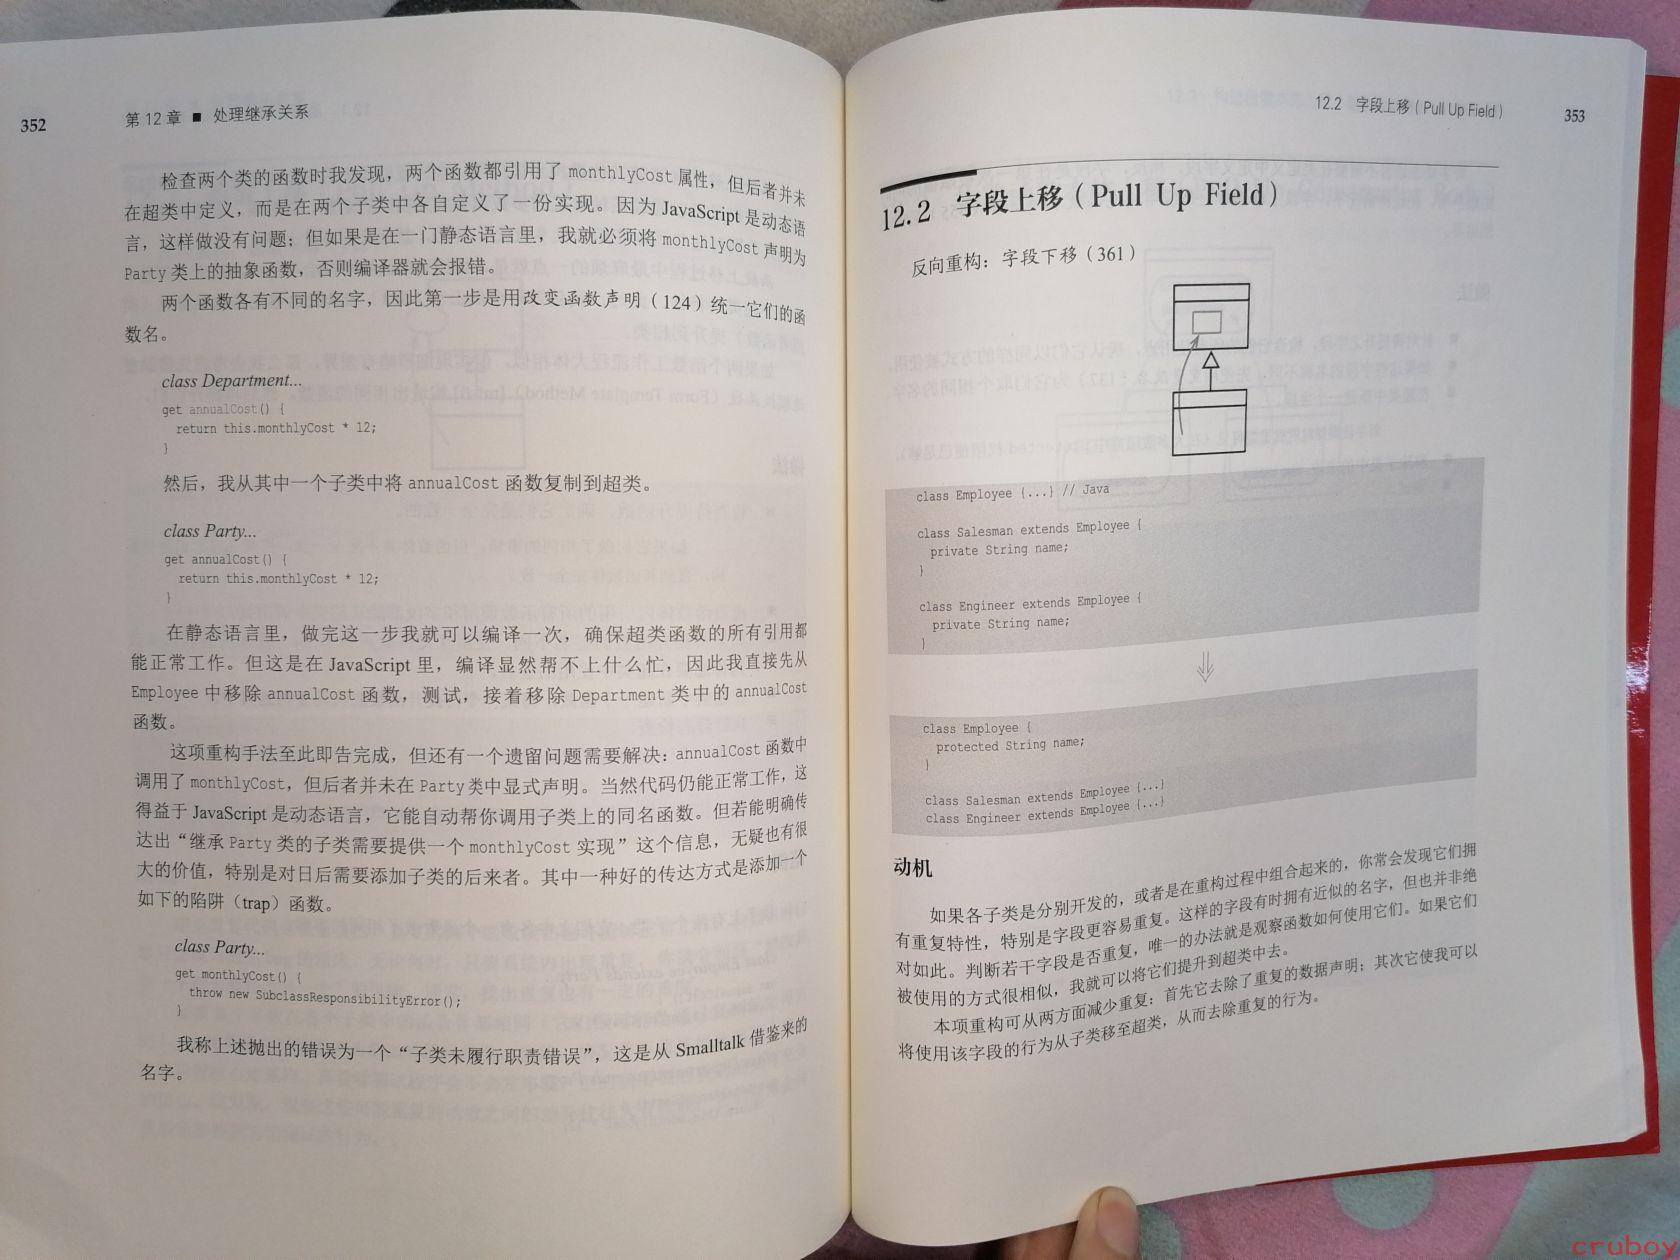 352
第 12 章 ■ 处理继承关系
检查两个类的函数时我发现，两个函数都引用了 monthlyCost 属性，但后者并未
在超类中定义，而是在两个子类中各自定义了一份实现。因为 JavaScript 是动态语
言，这样做没有问题；但如果是在一门静态语言里，我就必须将 monthlyCost 声明为
Party 类上的抽象函数，否则编译器就会报错。
两个函数各有不同的名字，因此第一步是用改变函数声明（124）统一它们的函
数名。
class Department...
get annualCost() {
return this.monthlyCost * 12;
}
然后，我从其中一个子类中将 annualCost 函数复制到超类。
class Party...
get annualCost() {
return this.monthlyCost * 12;
}
在静态语言里，做完这一步我就可以编译一次，确保超类函数的所有引用都
能正常工作。但这是在 JavaScript 里，编译显然帮不上什么忙，因此我直接先从
Employee 中移除 annualCost 函数，测试，接着移除 Department 类中的 annualCost
函数。
这项重构手法至此即告完成，但还有一个遗留问题需要解决：annualCost 函数中
调用了 monthlyCost，但后者并未在 Party 类中显式声明。当然代码仍能正常工作，这
得益于 JavaScript 是动态语言，它能自动帮你调用子类上的同名函数。但若能明确传
达出“继承 Party 类的子类需要提供一个 monthlyCost 实现”这个信息，无疑也有很
大的价值，特别是对日后需要添加子类的后来者。其中一种好的传达方式是添加一个
如下的陷阱（trap）函数。
class Party...
get monthlyCost() {
throw new SubclassResponsibilityError();
}
我称上述抛出的错误为一个“子类未履行职责错误”，这是从 Smalltalk 借鉴来的
名字。
12.2 字段上移（Pull Up Field）
353
12.2 字段上移（Pull Up Field）
反向重构：字段下移（361）
class Employee {...} // Java
class Salesman extends Employee {
private String name;
}
class Engineer extends Employee {
private String name;
}
class Employee {
protected String name;
}
class Salesman extends Employee {...}
class Engineer extends Employee {...}
动机
如果各子类是分别开发的，或者是在重构过程中组合起来的，你常会发现它们拥
有重复特性，特别是字段更容易重复。这样的字段有时拥有近似的名字，但也并非绝
对如此。判断若干字段是否重复，唯一的办法就是观察函数如何使用它们。如果它们
被使用的方式很相似，我就可以将它们提升到超类中去。
本项重构可从两方面减少重复：首先它去除了重复的数据声明；其次它使我可以
将使用该字段的行为从子类移至超类，从而去除重复的行为。
cruboy